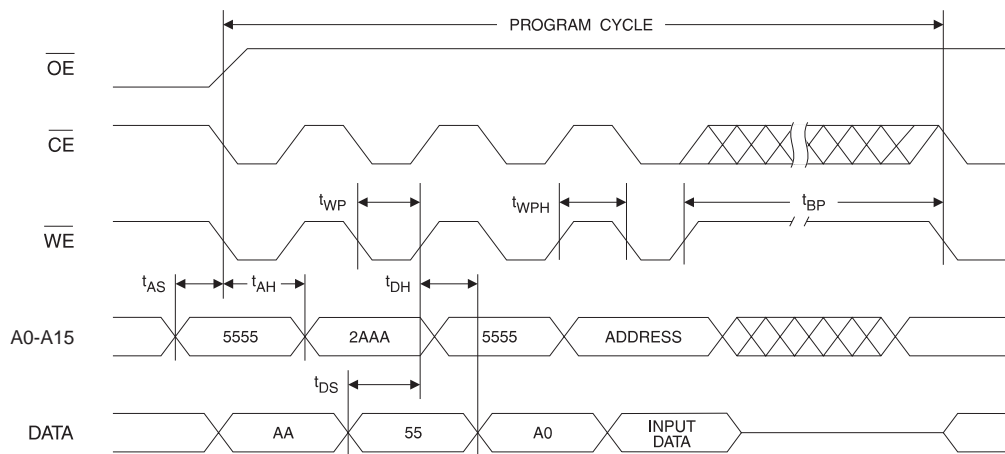 PROGRAM CYCLE
OE
CE
tWP
tWPH
tBP
WE
tAS
tAH
tDH
A0-A15
5555
2AAA
5555
ADDRESS
tDS
DATA
AA
55
A0
INPUT
DATA